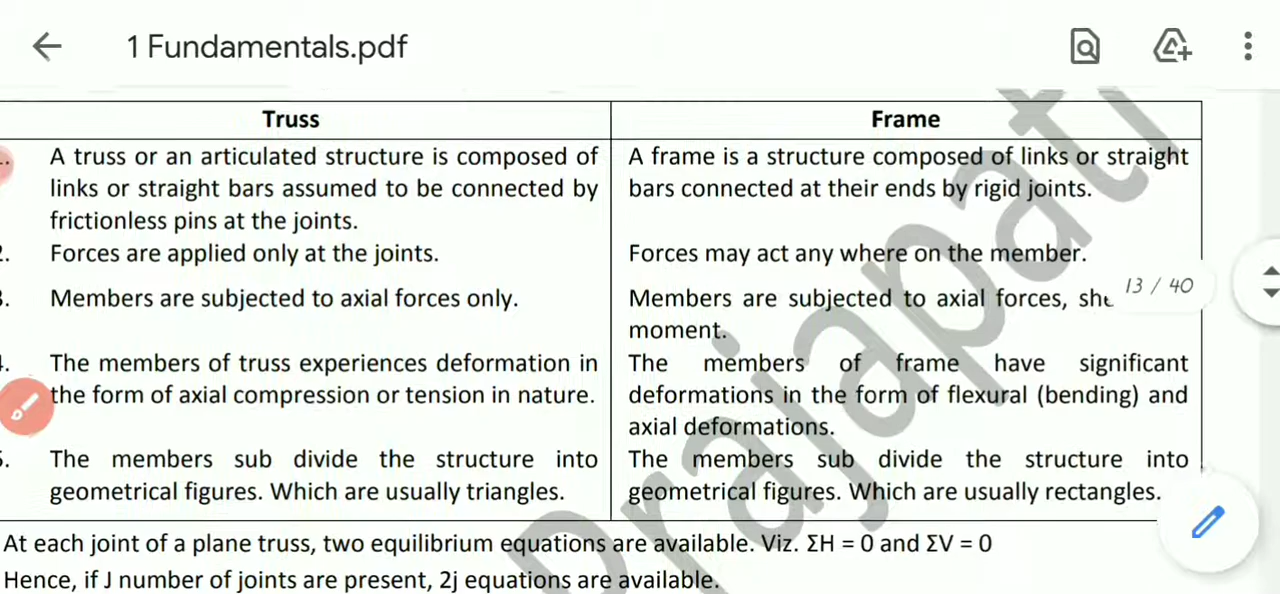 1 Fundamentals.pdf
Truss
Frame
A truss or an articulated structure is composed of
links or straight bars assumed to be connected by
frictionless pins at the joints.
A frame is a structure composed of links or straight
bars connected at their ends by rigid joints.
Forces are applied only at the joints.
Forces may act any where on the member.
Members are subjected to axial forces only.
Members are subjected to axial forces,
moment.
13 / 40
The members of truss experiences deformation in
the form of axial compression or tension in nature.
The members of frame have significant
deformations in the form of flexural (bending) and
axial deformations.
The members sub divide the structure into
geometrical figures. Which are usually triangles.
The members sub divide the structure into
geometrical figures. Which are usually rectangles.
At each joint of a plane truss, two equilibrium equations are available. Viz. ΣH = 0 and ΣV = 0
Hence, if J number of joints are present, 2j equations are available.
Prajapati